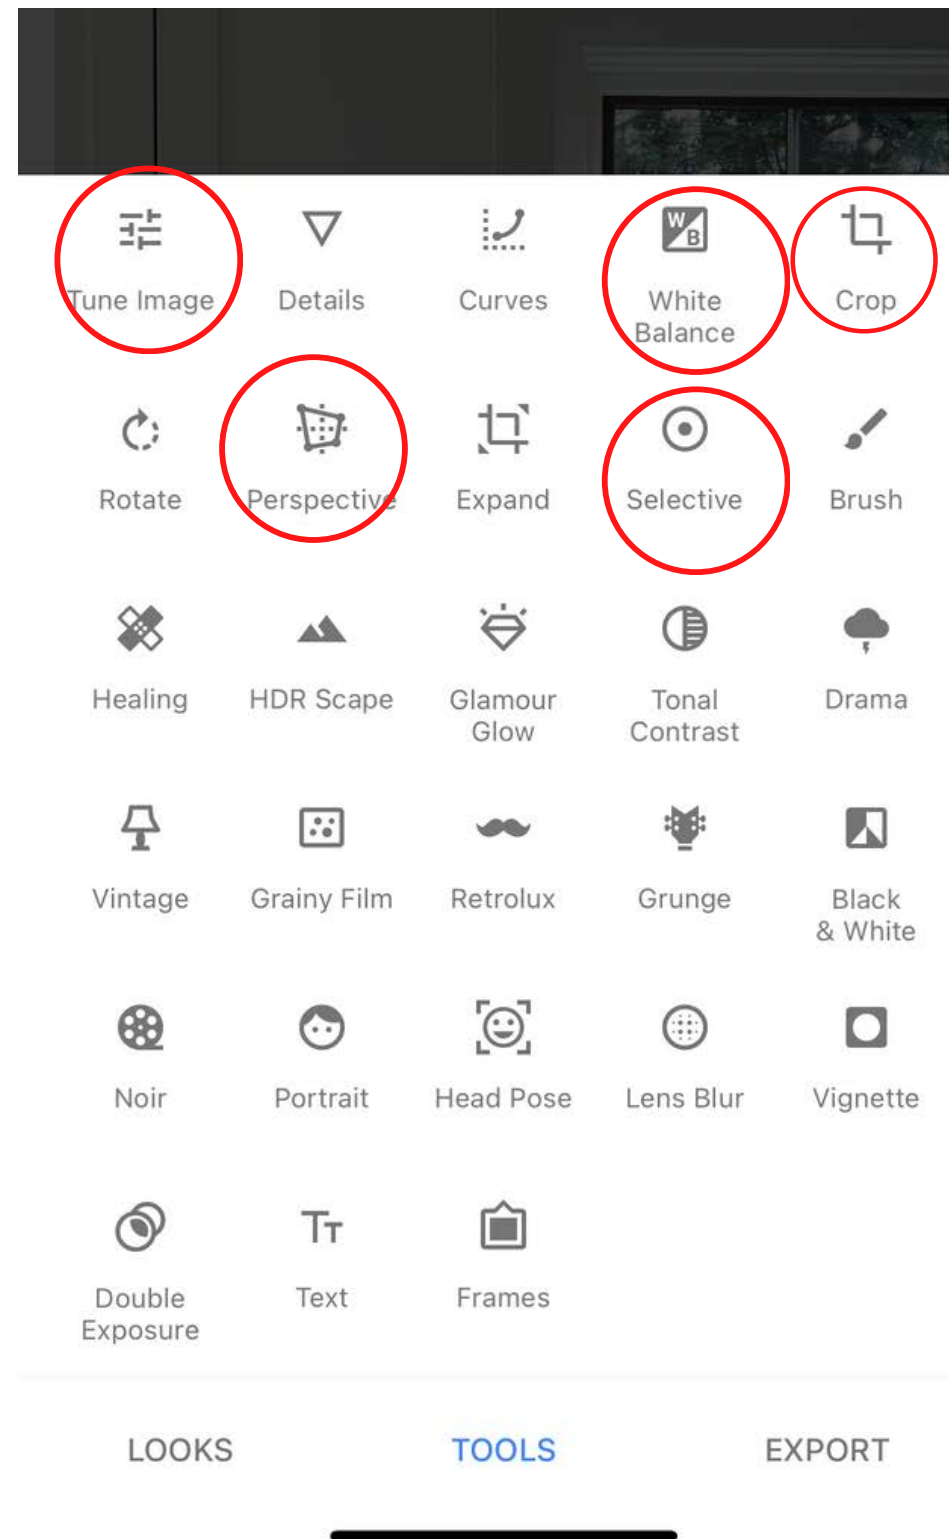 Tune Image
Details
Curves
W
B
White
Balance
Crop
Rotate
Perspective
Expand
Selective
Brush
Healing
HDR Scape
Glamour
Glow
Tonal
Contrast
Drama
Vintage
Grainy Film
Retrolux
Grunge
Black
& White
Noir
Portrait
Head Pose
Lens Blur
Vignette
Double
Exposure
TT
Text
Frames
LOOKS
TOOLS
EXPORT